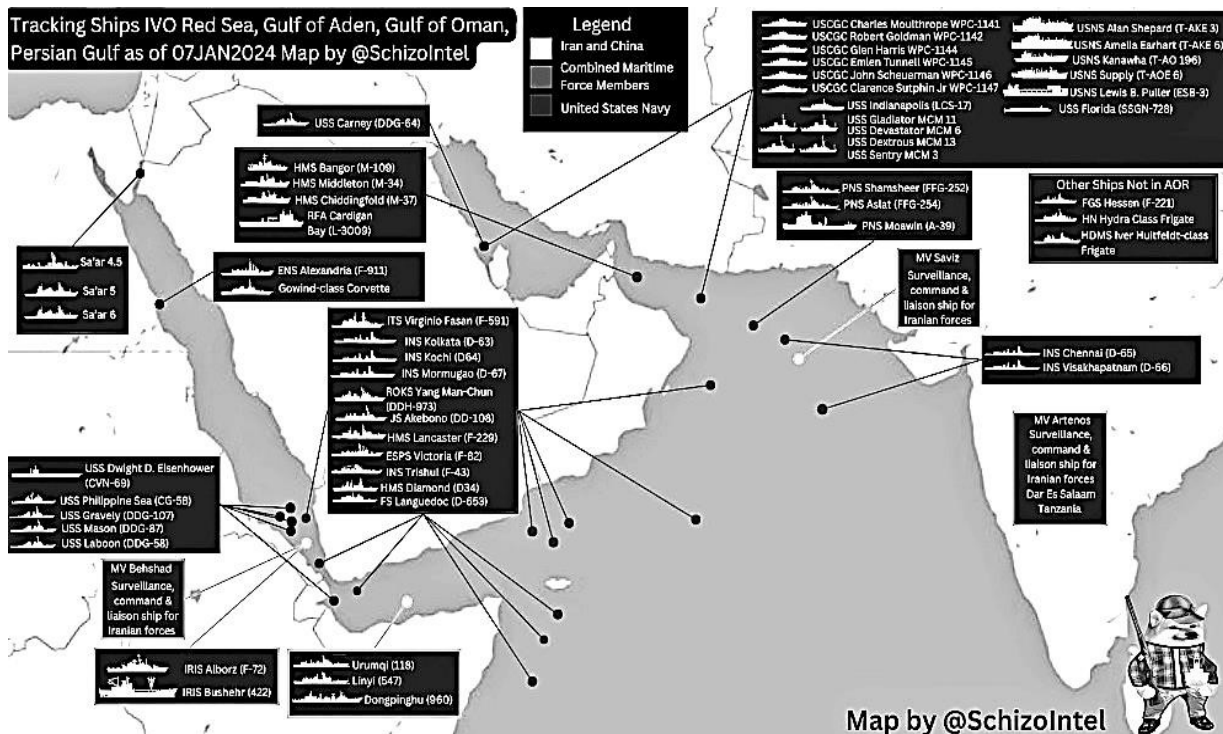 Tracking Ships IVO Red Sea, Gulf of Aden, Gulf of Oman,
Persian Gulf as of 07JAN2024 Map by @SchizoIntel
Legend
Iran and China
Combined Maritime
Force Members
United States Navy
USCGC Charles Moulthrope WPC-1141
USCGC Robert Goldman WPC-1142
USCGC Glen Harris WPC-1144
USCGC Emlen Tunnell WPC-1145
USCGC John Scheuerman WPC-1146
USCGC Clarence Sutphin Jr WPC-1147
USS Indianapolis (LCS-17)
USS Gladiator MCM 11
USS Devastator MCM 6
USS Dextrous MCM 13
USS Sentry MCM 3
USNS Alan Shepard (T-AKE 3)
USNS Amelia Earhart (T-AKE 6)
USNS Kanawha (T-AO 196)
USNS Supply (T-AOE 6)
USNS Lewis B. Puller (ESB-3)
USS Florida (SSGN-728)
USS Carney (DDG-64)
HMS Bangor (M-109)
HMS Middleton (M-34)
HMS Chiddingfold (M-37)
RFA Cardigan
Bay (L-3009)
PNS Shamsheer (FFG-252)
PNS Aslat (FFG-254)
PNS Moawin (A-39)
Other Ships Not in AOR
FGS Hessen (F-221)
HN Hydra Class Frigate
HDMS Iver Huitfeldt-class
Frigate
Sa'ar 4.5
Sa'ar 5
Sa'ar 6
ENS Alexandria (F-911)
Gowind-class Corvette
MV Saviz
Surveillance,
command &
liaison ship for
Iranian forces
ITS Virginio Fasan (F-591)
INS Kolkata (D-63)
INS Kochi (D64)
INS Mormugao (D-67)
ROKS Yang Man-Chun
(DDH-973)
JS Akebono (DD-108)
HMS Lancaster (F-229)
ESPS Victoria (F-82)
INS Trishul (F-43)
HMS Diamond (D34)
FS Languedoc (D-653)
INS Chennai (D-65)
INS Visakhapatnam (D-66)
MV Artenos
Surveillance,
command &
liaison ship for
Iranian forces
Dar Es Salaam
Tanzania
USS Dwight D. Eisenhower
(CVN-69)
USS Philippine Sea (CG-58)
USS Gravely (DDG-107)
USS Mason (DDG-87)
USS Laboon (DDG-58)
MV Behshad
Surveillance,
command &
liaison ship for
Iranian forces
IRIS Alborz (F-72)
IRIS Bushehr (422)
Urumqi (118)
Linyi (547)
Dongpinghu (960)
Map by @SchizoIntel